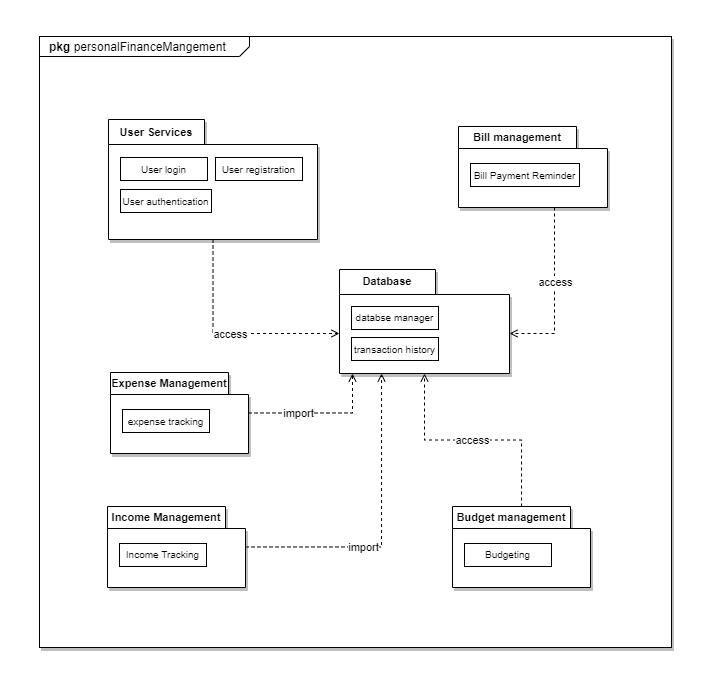 pkg personalFinanceMangement
User Services
User login
User registration
User authentication
Bill management
Bill Payment Reminder
access
Database
databse manager
transaction history
access
Expense Management
expense tracking
import
access
Income Management
Income Tracking
import
Budget management
Budgeting